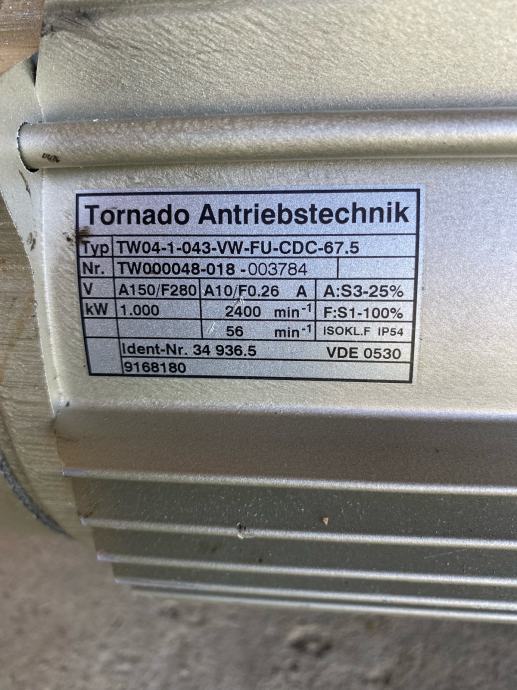 Tornado Antriebstechnik
Typ TW04-1-043-VW-FU-CDC-67.5
Nr. TW000048-018 -003784
V A150/F280 A10/F0.26 A A:S3-25%
kW 1.000 2400 min⁻¹ F:S1-100%
56 min⁻¹ ISOKL.F IP54
Ident-Nr. 34 936.5 VDE 0530
9168180